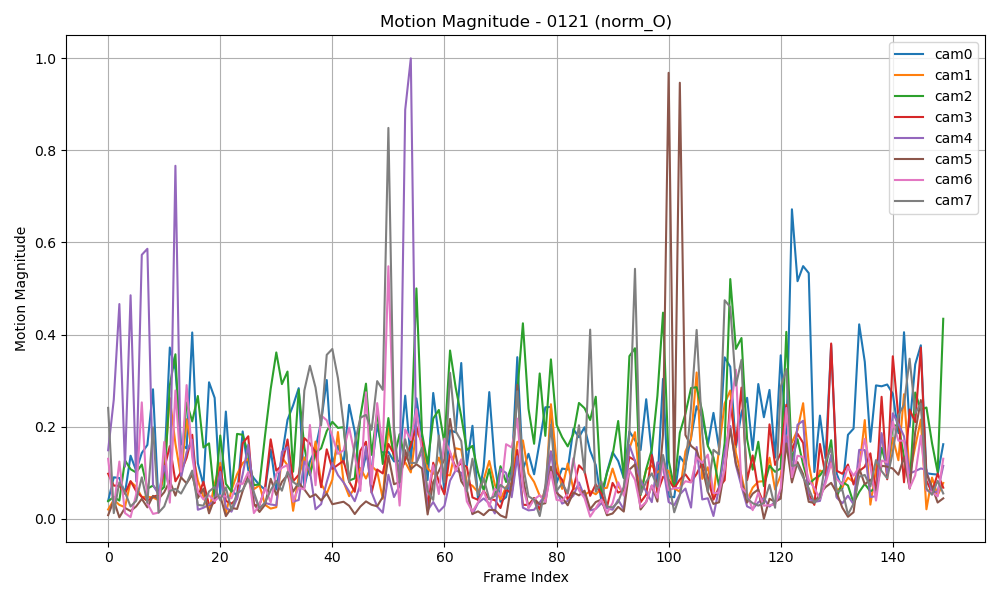 Motion Magnitude - 0121 (norm_O)
Motion Magnitude
1.0
0.8
0.6
0.4
0.2
0.0
0 20 40 60 80 100 120 140
Frame Index
cam0
cam1
cam2
cam3
cam4
cam5
cam6
cam7